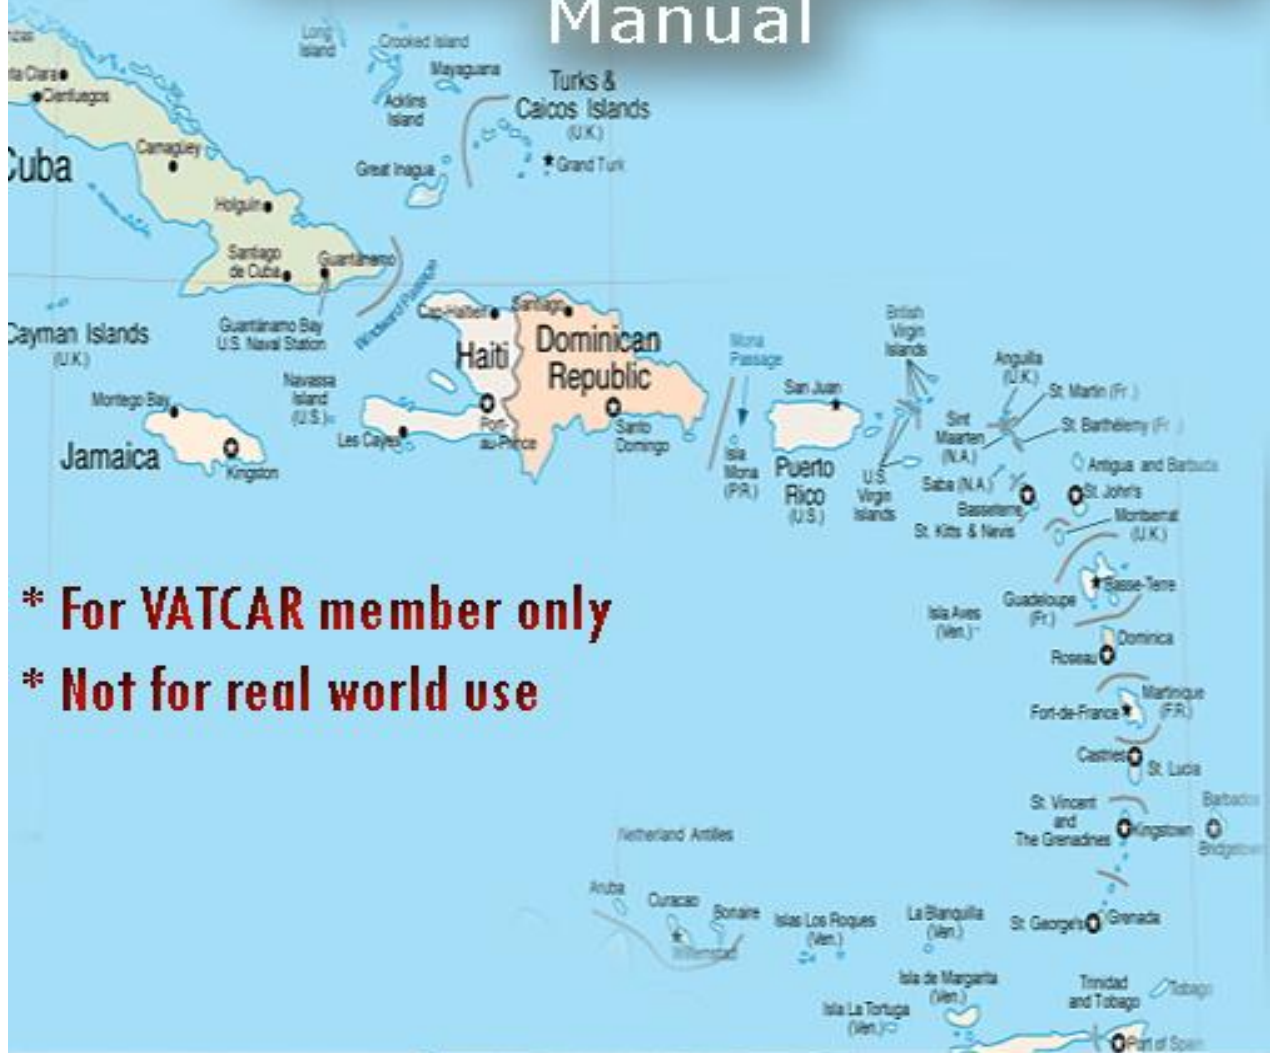 Manual
Long
Island
Crooked Island
Mayaguana
Acklins
Island
Turks &
Caicos Islands
(U.K.)
Grand Turk
Great Inagua
Cienfuegos
Cuba
Camagüey
Holguín
Santiago
de Cuba
Guantánamo
Guantánamo Bay
U.S. Naval Station
Windward Passage
Cayman Islands
(U.K.)
Montego Bay
Jamaica
Kingston
Navassa
Island
(U.S.)
Cap-Haïtien
Haiti
Les Cayes
Port-
au-Prince
Santiago
Dominican
Republic
Santo
Domingo
Mona
Passage
Isla
Mona
(P.R.)
San Juan
Puerto
Rico
(U.S.)
British
Virgin
Islands
U.S.
Virgin
Islands
Anguilla
(U.K.)
St. Martin (Fr.)
St. Barthélemy (Fr.)
Sint
Maarten
(N.A.)
Saba (N.A.)
Antigua and Barbuda
St. John's
Basseterre
St. Kitts & Nevis
Montserrat
(U.K.)
Basse-Terre
Guadeloupe
(Fr.)
Isla Aves
(Ven.)
Dominica
Roseau
Martinique
(F.R.)
Fort-de-France
Castries
St. Lucia
St. Vincent
and
The Grenadines
Kingstown
Barbados
Bridgetown
* For VATCAR member only
* Not for real world use
Netherland Antilles
Aruba
Curacao
Bonaire
Willemstad
Islas Los Roques
(Ven.)
La Blanquilla
(Ven.)
St. George's
Grenada
Isla de Margarita
(Ven.)
Isla La Tortuga
(Ven.)
Trinidad
and Tobago
Tobago
Port of Spain